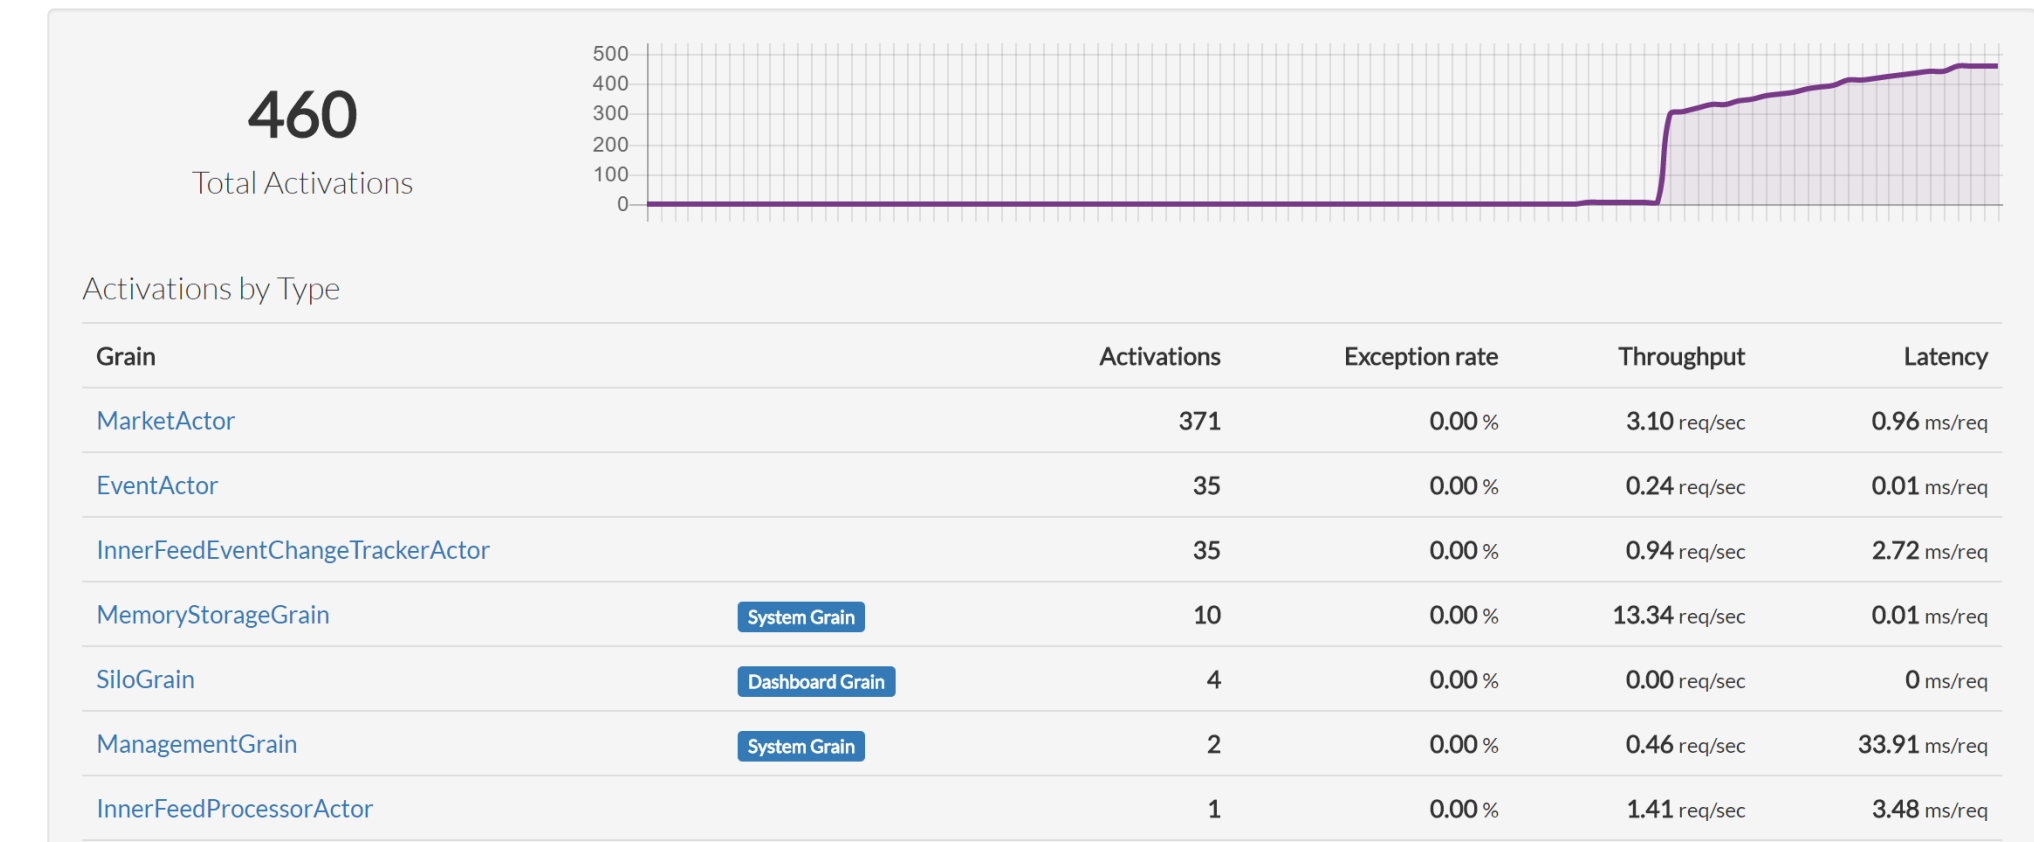 460
Total Activations
500
400
300
200
100
0
Activations by Type
Grain Activations Exception rate Throughput Latency
MarketActor 371 0.00 % 3.10 req/sec 0.96 ms/req
EventActor 35 0.00 % 0.24 req/sec 0.01 ms/req
InnerFeedEventChangeTrackerActor 35 0.00 % 0.94 req/sec 2.72 ms/req
MemoryStorageGrain System Grain 10 0.00 % 13.34 req/sec 0.01 ms/req
SiloGrain Dashboard Grain 4 0.00 % 0.00 req/sec 0 ms/req
ManagementGrain System Grain 2 0.00 % 0.46 req/sec 33.91 ms/req
InnerFeedProcessorActor 1 0.00 % 1.41 req/sec 3.48 ms/req